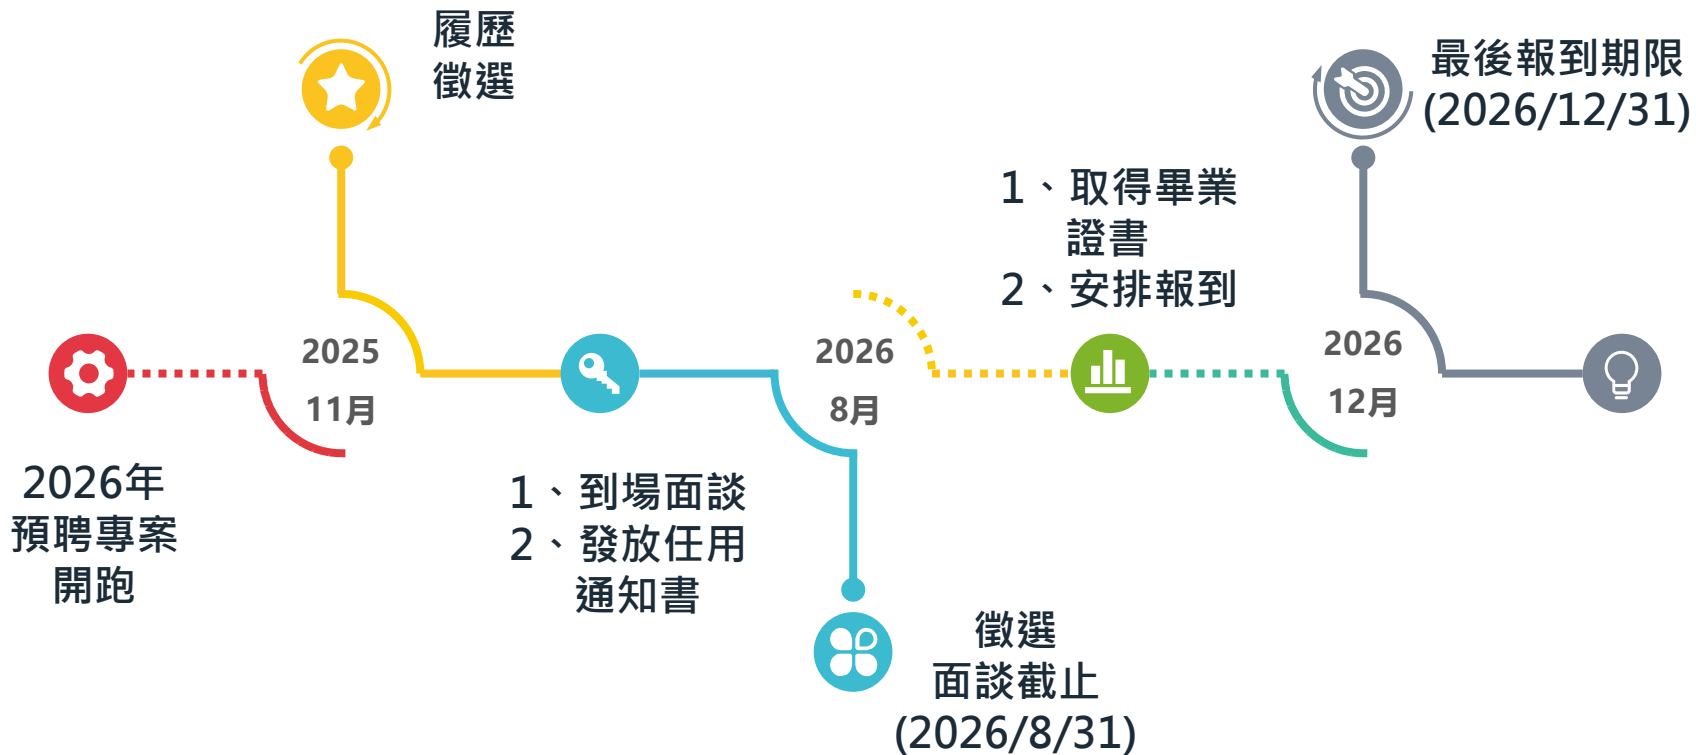 2026年
預聘專案
開跑
2025
11月
履歷
徵選
1、到場面談
2、發放任用
通知書
2026
8月
徵選
面談截止
(2026/8/31)
1、取得畢業
證書
2、安排報到
2026
12月
最後報到期限
(2026/12/31)